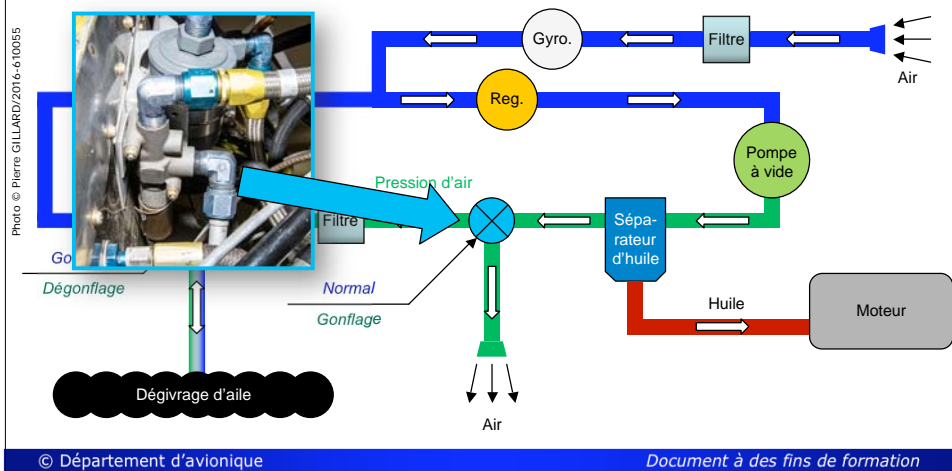 Photo © Pierre GILLARD/2016-610055
Gyro.
Filtre
Air
Reg.
Pompe
à vide
Pression d'air
Filtre
Sépa-
rateur
d'huile
Dégonflage
Normal
Gonflage
Huile
Moteur
Dégivrage d'aile
Air
© Département d'avionique
Document à des fins de formation